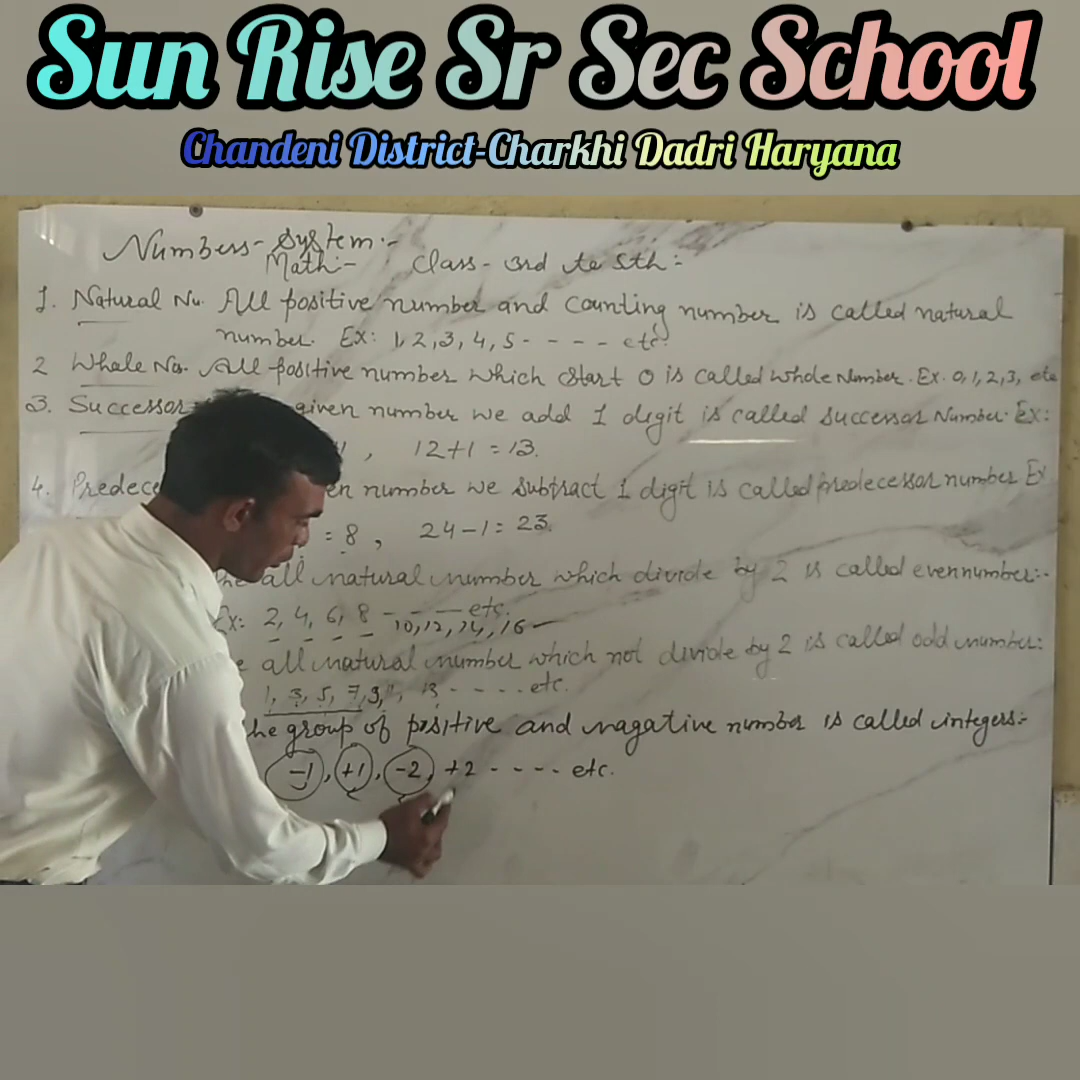 Sun Rise Sr Sec School
Chandeni District-Charkhi Dadri Haryana
Numbers- System:-
Math:- Class- 3rd to 5th:-
1. Natural No. All positive number and counting number is called natural
number. Ex: 1, 2, 3, 4, 5 - - - - etc.
2 Whole No. All positive number which start 0 is called whole Number. Ex. 0, 1, 2, 3, etc
3. Successor given number we add 1 digit is called successor Number. Ex:
, 12+1 = 13.
4. number we subtract 1 digit is called predecessor number Ex
= 8, 24-1 = 23.
all natural number which divide by 2 is called even number:-
Ex: 2, 4, 6, 8 - - - etc.
10, 12, 14, 16 -
all natural number which not divide by 2 is called odd number:
1, 3, 5, 7, 9, 11, 13 - - - - etc.
the group of positive and nagative number is called integers:-
-1, +1, -2, +2 - - - - etc.